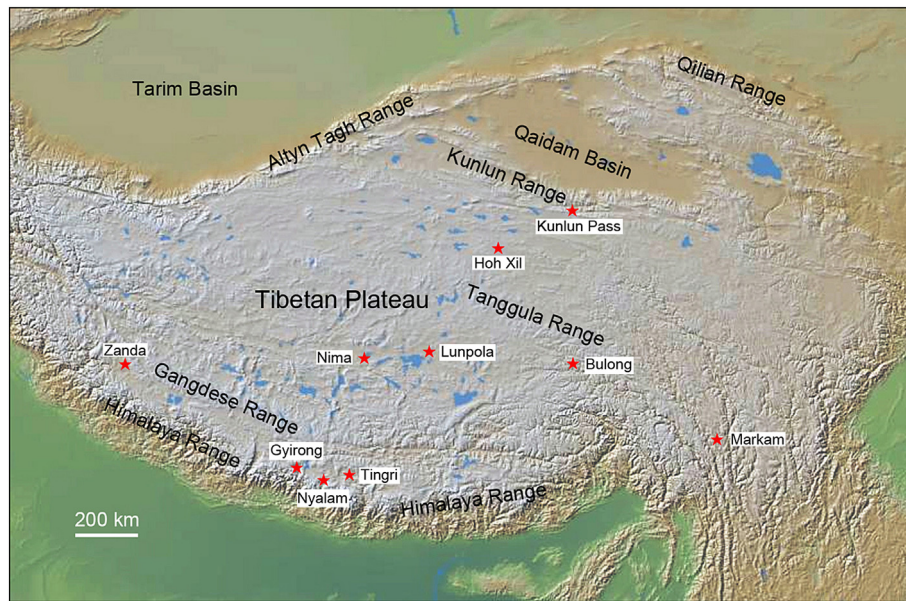 Tarim Basin
Qilian Range
Altyn Tagh Range
Qaidam Basin
Kunlun Range
Kunlun Pass
Hoh Xil
Tibetan Plateau
Tanggula Range
Zanda
Nima
Lunpola
Bulong
Gangdese Range
Himalaya Range
Markam
Gyirong
Tingri
Nyalam
Himalaya Range
200 km